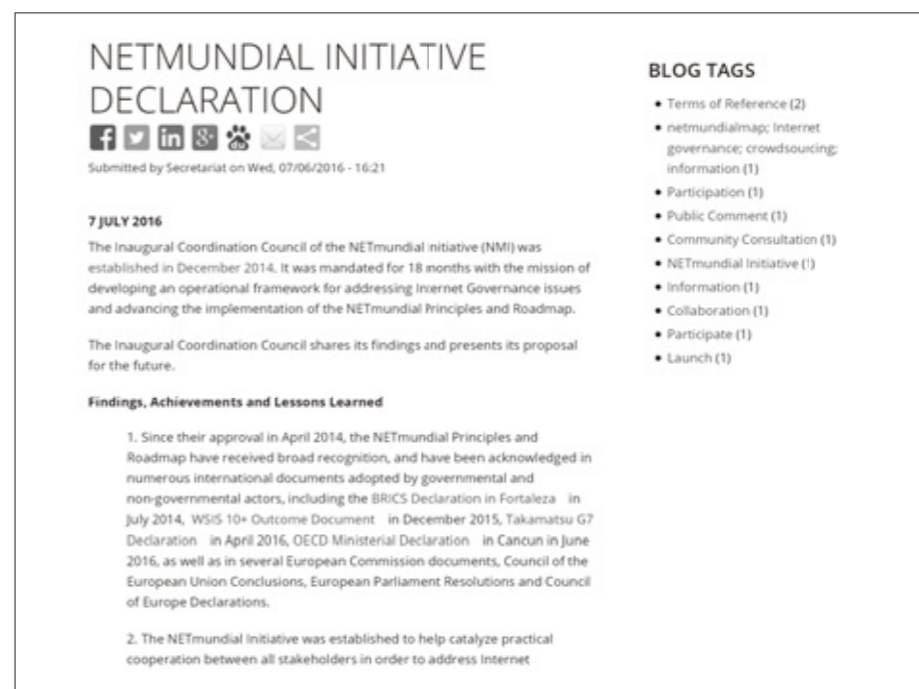 NETMUNDIAL INITIATIVE
DECLARATION
Submitted by Secretariat on Wed, 07/06/2016 - 16:21
7 JULY 2016
The Inaugural Coordination Council of the NETmundial Initiative (NMI) was
established in December 2014. It was mandated for 18 months with the mission of
developing an operational framework for addressing Internet Governance issues
and advancing the implementation of the NETmundial Principles and Roadmap.
The Inaugural Coordination Council shares its findings and presents its proposal
for the future.
Findings, Achievements and Lessons Learned
1. Since their approval in April 2014, the NETmundial Principles and
Roadmap have received broad recognition, and have been acknowledged in
numerous international documents adopted by governmental and
non-governmental actors, including the BRICS Declaration in Fortaleza in
July 2014, WSIS 10+ Outcome Document in December 2015, Takamatsu G7
Declaration in April 2016, OECD Ministerial Declaration in Cancun in June
2016, as well as in several European Commission documents, Council of the
European Union Conclusions, European Parliament Resolutions and Council
of Europe Declarations.
2. The NETmundial Initiative was established to help catalyze practical
cooperation between all stakeholders in order to address Internet
BLOG TAGS
Terms of Reference (2)
netmundialmap; Internet
governance; crowdsourcing;
information (1)
Participation (1)
Public Comment (1)
Community Consultation (1)
NETmundial Initiative (1)
Information (1)
Collaboration (1)
Participate (1)
Launch (1)